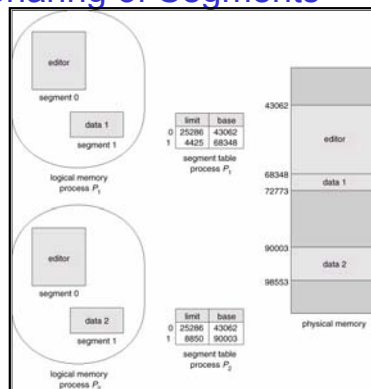 Sharing of Segments
editor
segment 0
data 1
segment 1
logical memory
process P1
limit base
0 25286 43062
1 4425 68348
segment table
process P1
editor
segment 0
data 2
segment 1
logical memory
process P2
limit base
0 25286 43062
1 8850 90003
segment table
process P2
43062
editor
68348
data 1
72773
90003
data 2
98553
physical memory